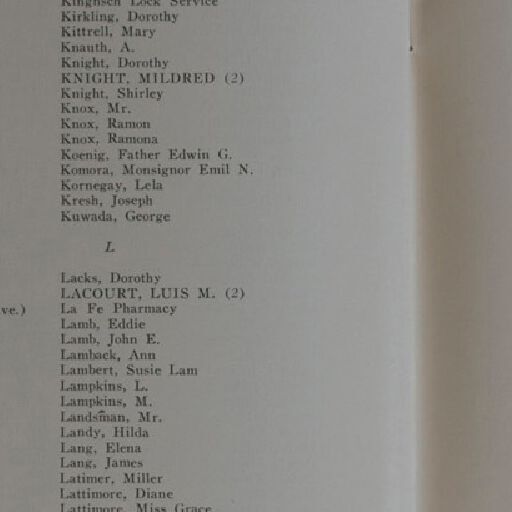 Lock Service
Kirkling, Dorothy
Kittrell, Mary
Knauth, A.
Knight, Dorothy
KNIGHT, MILDRED (2)
Knight, Shirley
Knox, Mr.
Knox, Ramon
Knox, Ramona
Koenig, Father Edwin G.
Komora, Monsignor Emil N.
Kornegay, Lela
Kresh, Joseph
Kuwada, George
L
Lacks, Dorothy
LACOURT, LUIS M. (2)
ve.) La Fe Pharmacy
Lamb, Eddie
Lamb, John E.
Lamback, Ann
Lambert, Susie Lam
Lampkins, L.
Lampkins, M.
Landsman, Mr.
Landy, Hilda
Lang, Elena
Lang, James
Latimer, Miller
Lattimore, Diane
Lattimore, Miss Grace